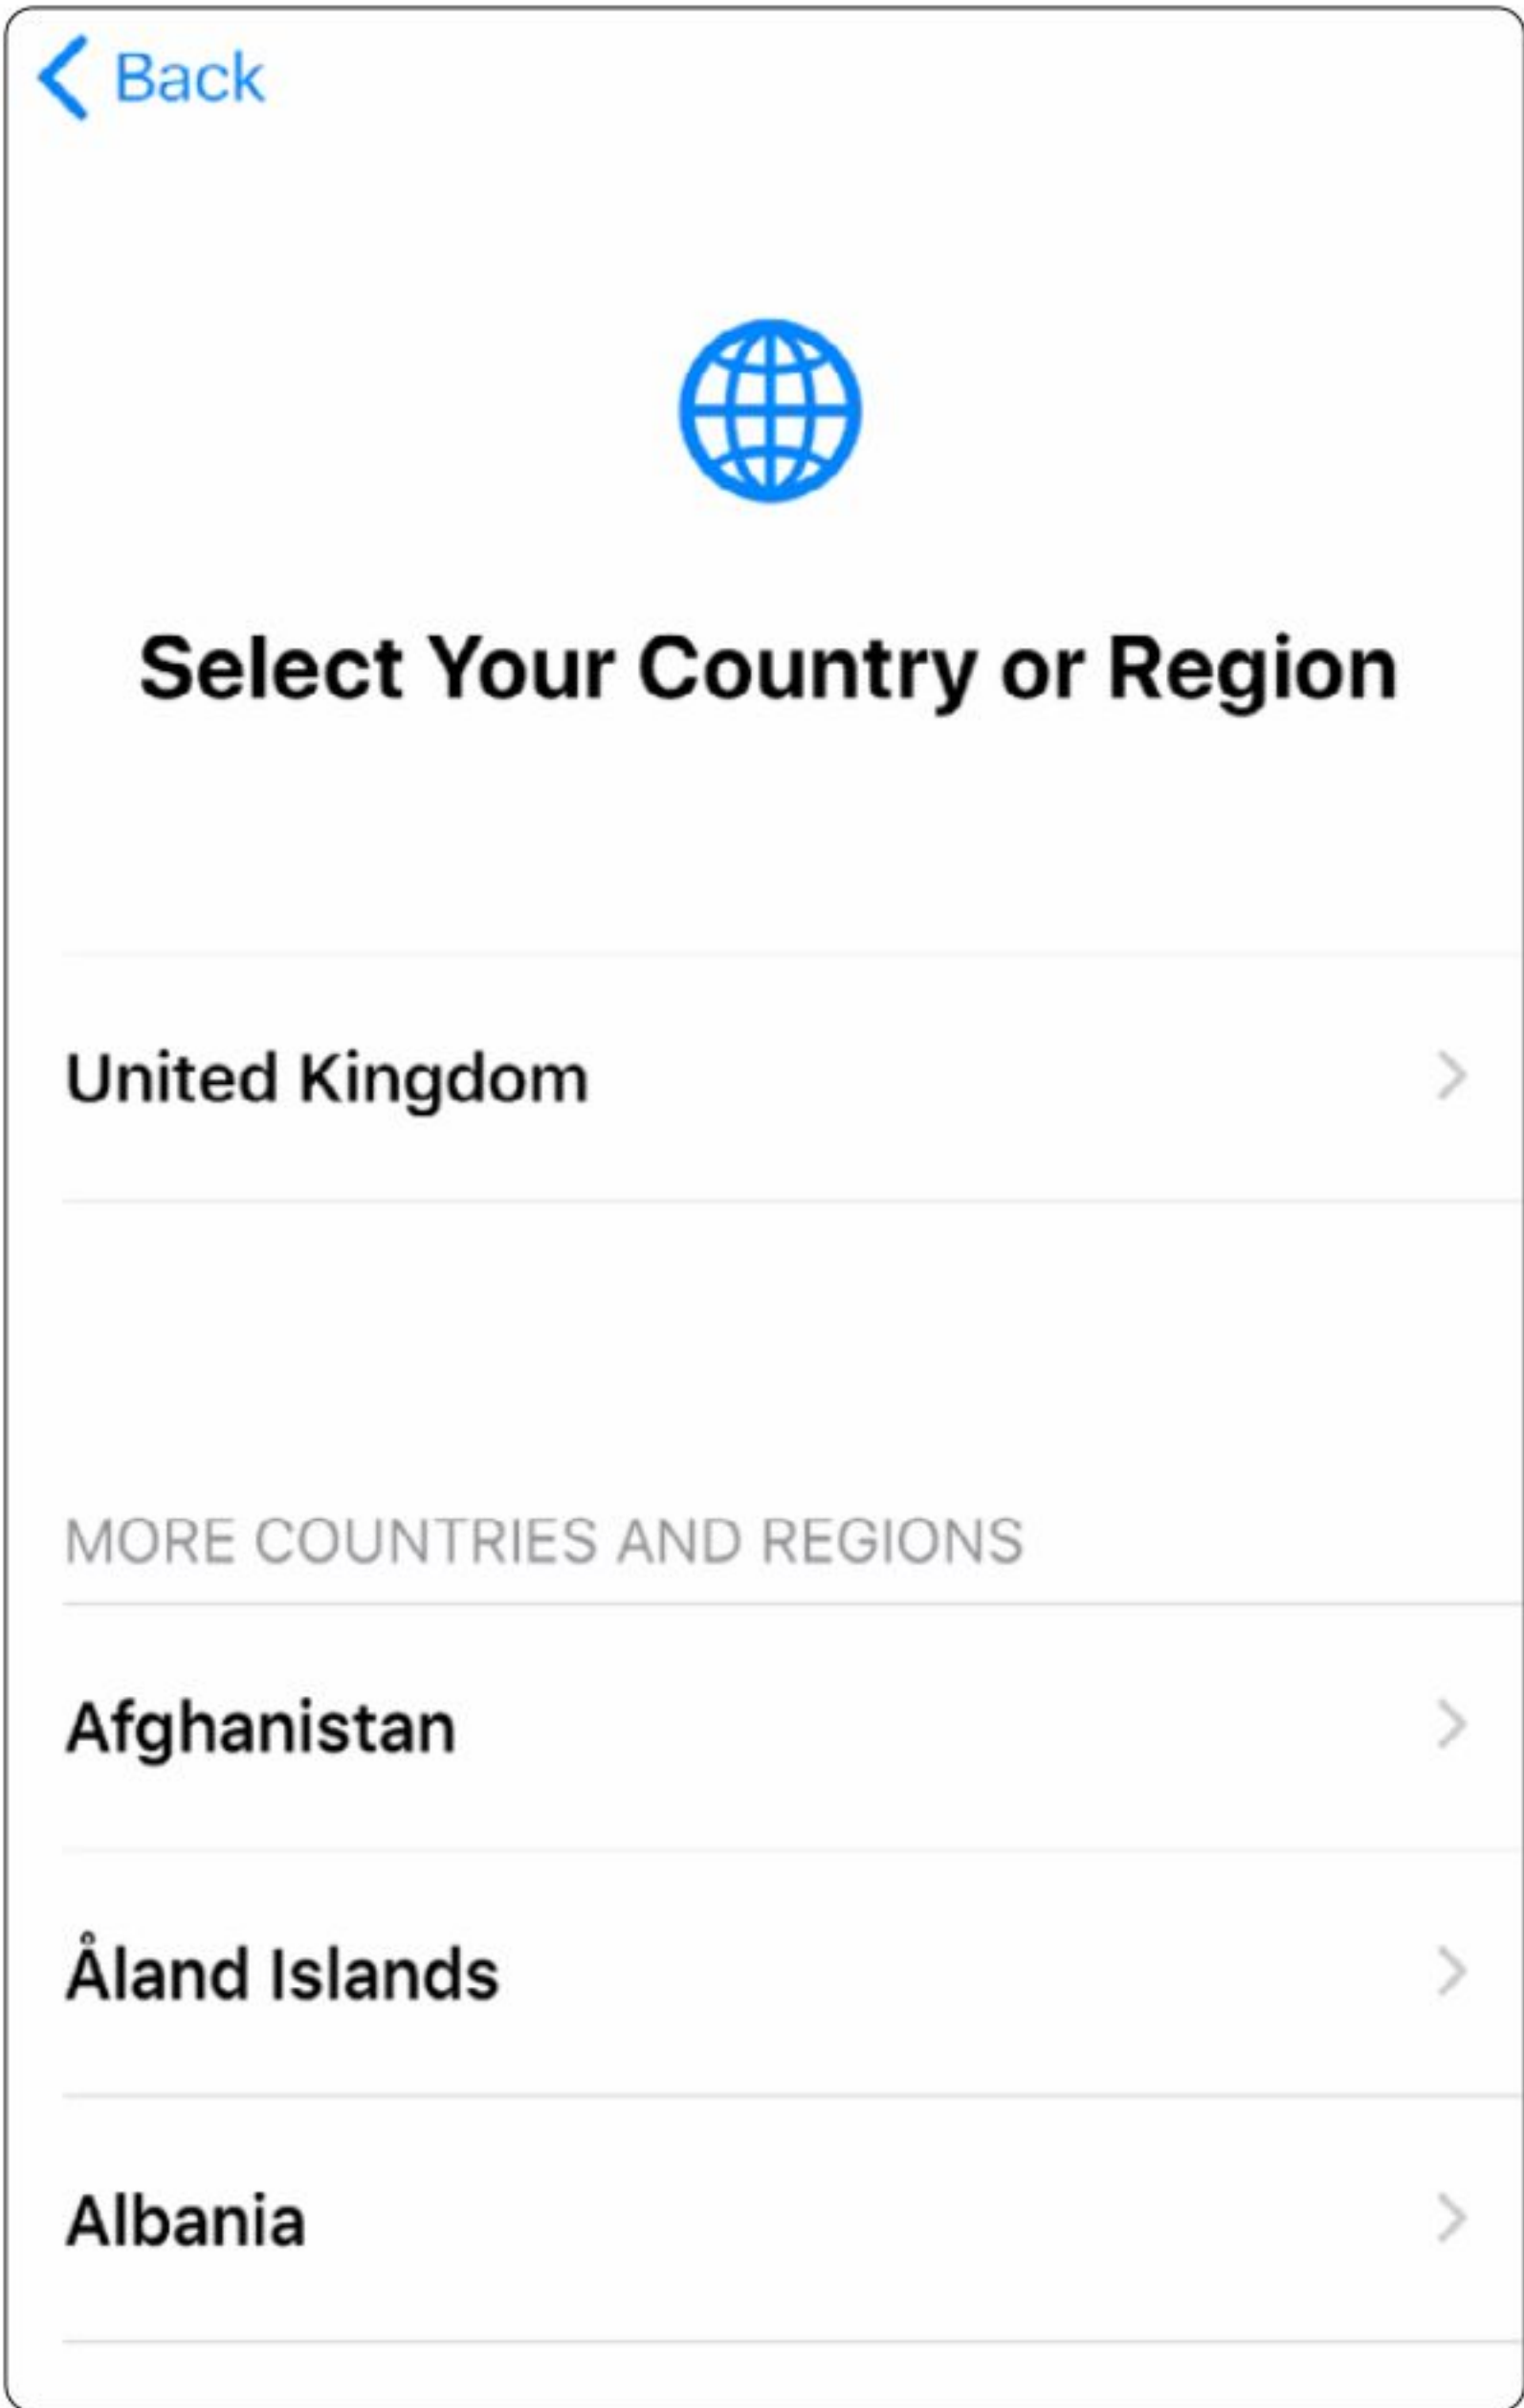 Back
Select Your Country or Region
United Kingdom
MORE COUNTRIES AND REGIONS
Afghanistan
Åland Islands
Albania